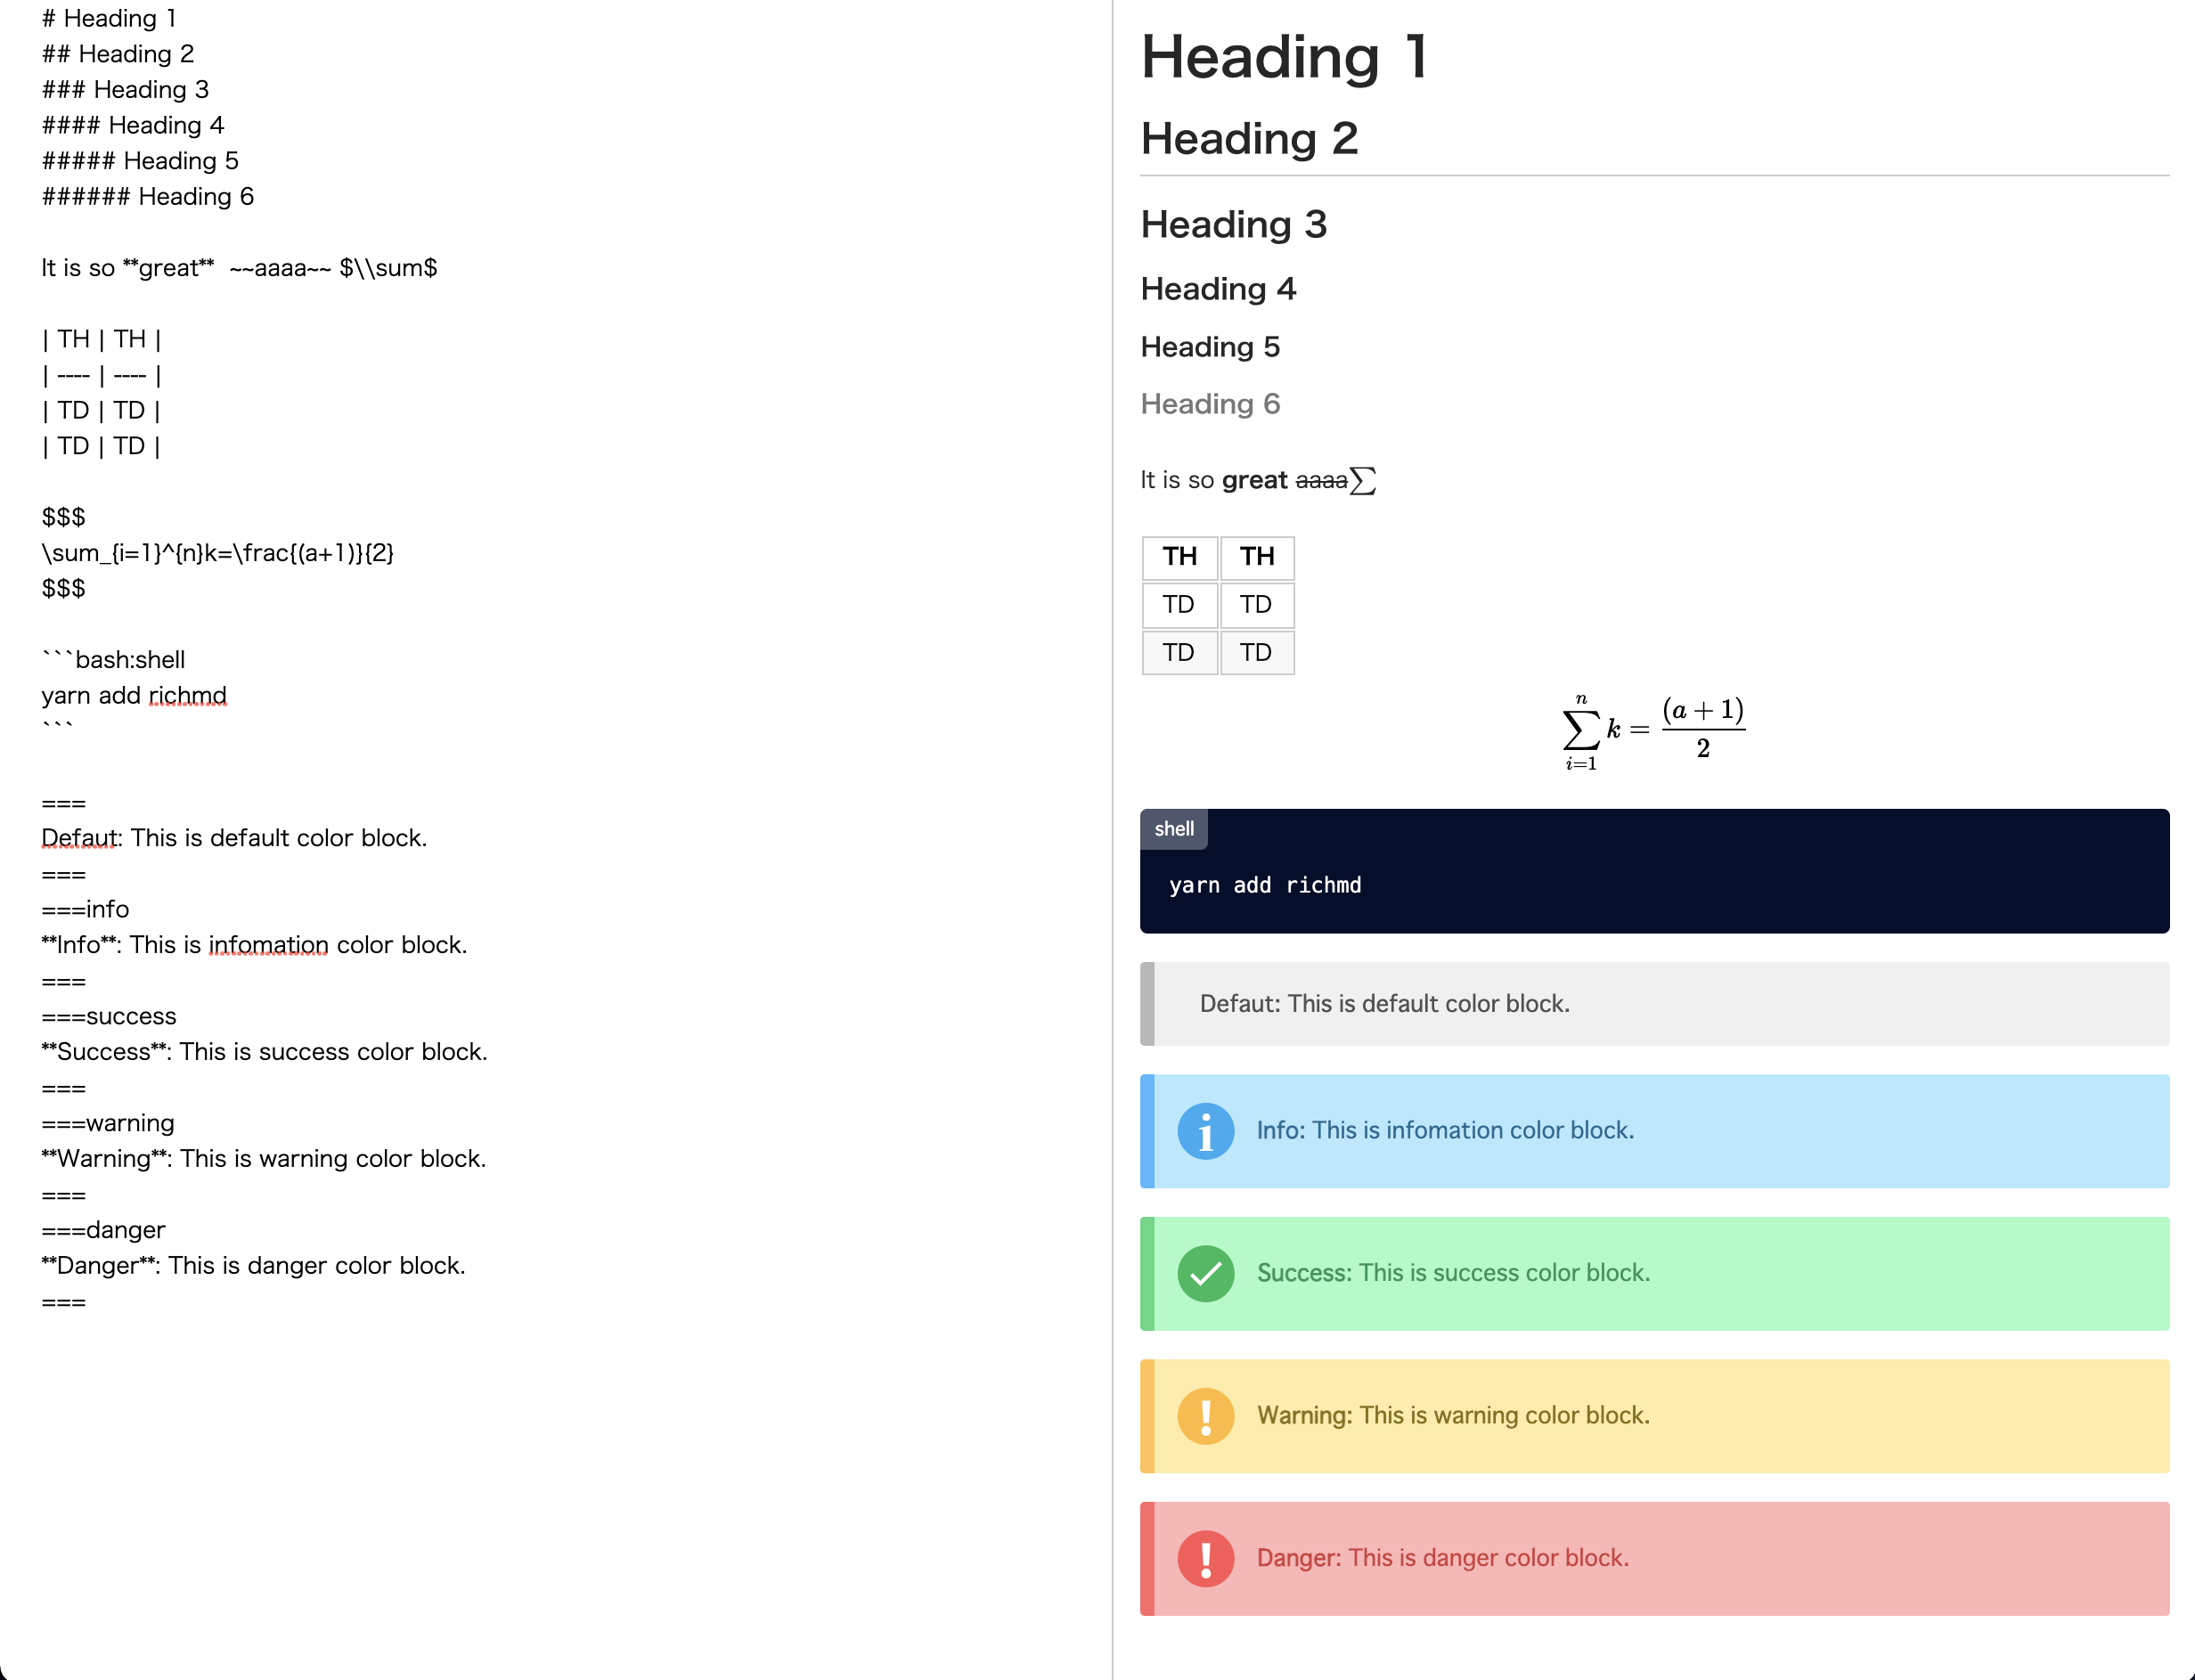 # Heading 1
## Heading 2
### Heading 3
#### Heading 4
##### Heading 5
###### Heading 6
It is so **great**  ~~aaaa~~ $\\sum$
| TH | TH |
| ---- | ---- |
| TD | TD |
| TD | TD |
$$$
\sum_{i=1}^{n}k=\frac{(a+1)}{2}
$$$
```bash:shell
yarn add richmd
```
===
Defaut: This is default color block.
===
===info
**Info**: This is infomation color block.
===
===success
**Success**: This is success color block.
===
===warning
**Warning**: This is warning color block.
===
===danger
**Danger**: This is danger color block.
===
Heading 1
Heading 2
Heading 3
Heading 4
Heading 5
Heading 6
It is so great aaaa∑
TH TH
TD TD
TD TD
n
∑ k = (a + 1)
i=1 2
shell
yarn add richmd
Defaut: This is default color block.
Info: This is infomation color block.
Success: This is success color block.
Warning: This is warning color block.
Danger: This is danger color block.